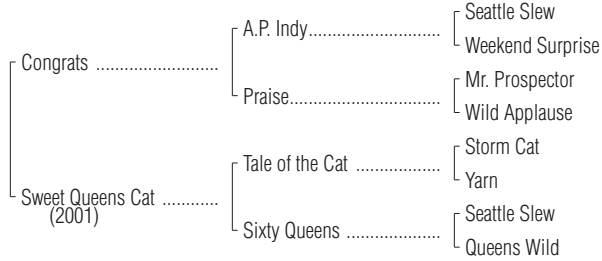 Seattle Slew
A.P. Indy..............................
Weekend Surprise
Congrats ............................
Mr. Prospector
Praise...................................
Wild Applause
Storm Cat
Tale of the Cat ...................
Yarn
Sweet Queens Cat .............
(2001)
Seattle Slew
Sixty Queens .....................
Queens Wild